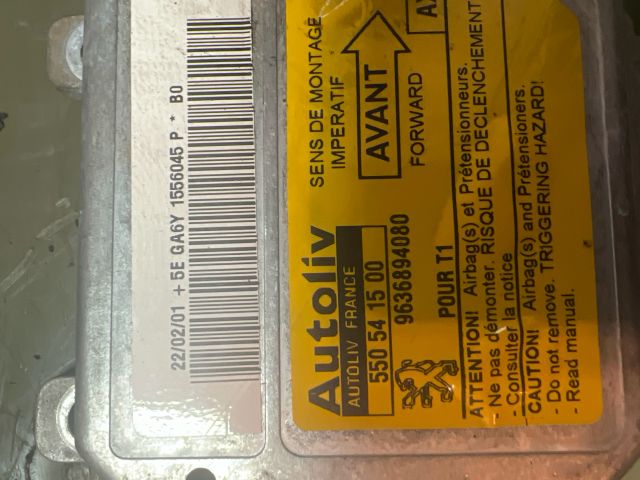 22/02/01 + 5E GA6Y 1556045 P * B0
Autoliv
AUTOLIV FRANCE
550 54 15 00
9636894080
POUR T1
SENS DE MONTAGE
IMPERATIF
AVANT
FORWARD
ATTENTION! Airbag(s) et Prétensionneurs.
- Ne pas démonter. RISQUE DE DECLENCHEMENT
- Consulter la notice
CAUTION! Airbag(s) and Pretensioners.
- Do not remove. TRIGGERING HAZARD!
- Read manual.